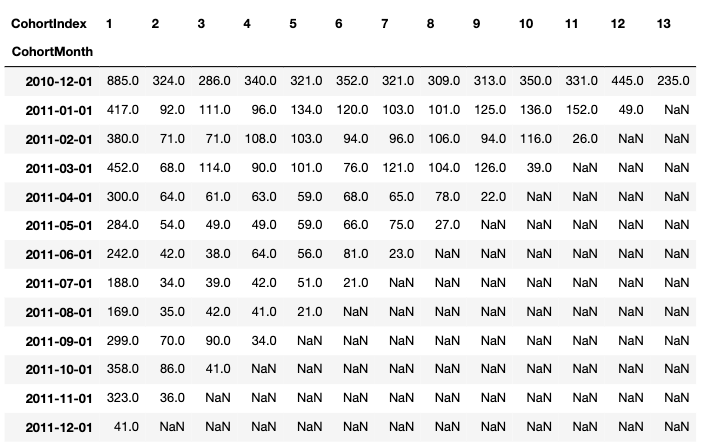 CohortIndex 1 2 3 4 5 6 7 8 9 10 11 12 13
CohortMonth
2010-12-01 885.0 324.0 286.0 340.0 321.0 352.0 321.0 309.0 313.0 350.0 331.0 445.0 235.0
2011-01-01 417.0 92.0 111.0 96.0 134.0 120.0 103.0 101.0 125.0 136.0 152.0 49.0 NaN
2011-02-01 380.0 71.0 71.0 108.0 103.0 94.0 96.0 106.0 94.0 116.0 26.0 NaN NaN
2011-03-01 452.0 68.0 114.0 90.0 101.0 76.0 121.0 104.0 126.0 39.0 NaN NaN NaN
2011-04-01 300.0 64.0 61.0 63.0 59.0 68.0 65.0 78.0 22.0 NaN NaN NaN NaN
2011-05-01 284.0 54.0 49.0 49.0 59.0 66.0 75.0 27.0 NaN NaN NaN NaN NaN
2011-06-01 242.0 42.0 38.0 64.0 56.0 81.0 23.0 NaN NaN NaN NaN NaN NaN
2011-07-01 188.0 34.0 39.0 42.0 51.0 21.0 NaN NaN NaN NaN NaN NaN NaN
2011-08-01 169.0 35.0 42.0 41.0 21.0 NaN NaN NaN NaN NaN NaN NaN NaN
2011-09-01 299.0 70.0 90.0 34.0 NaN NaN NaN NaN NaN NaN NaN NaN NaN
2011-10-01 358.0 86.0 41.0 NaN NaN NaN NaN NaN NaN NaN NaN NaN NaN
2011-11-01 323.0 36.0 NaN NaN NaN NaN NaN NaN NaN NaN NaN NaN NaN
2011-12-01 41.0 NaN NaN NaN NaN NaN NaN NaN NaN NaN NaN NaN NaN